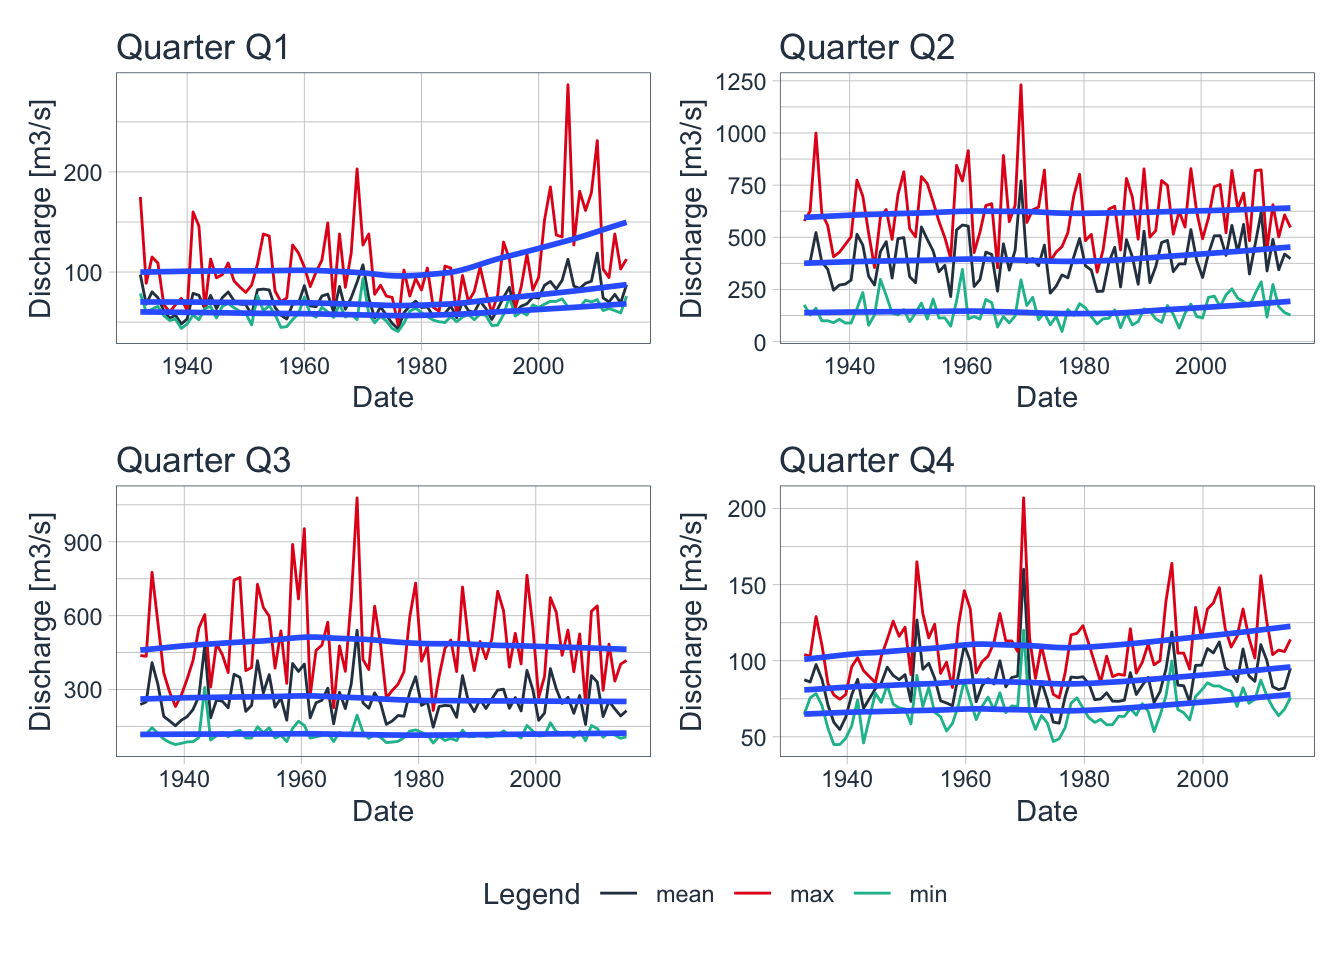 Quarter Q1
Discharge [m3/s]
200
100
1940 1960 1980 2000
Date
Quarter Q2
Discharge [m3/s]
1250
1000
750
500
250
0
1940 1960 1980 2000
Date
Quarter Q3
Discharge [m3/s]
900
600
300
1940 1960 1980 2000
Date
Quarter Q4
Discharge [m3/s]
200
150
100
50
1940 1960 1980 2000
Date
Legend mean max min